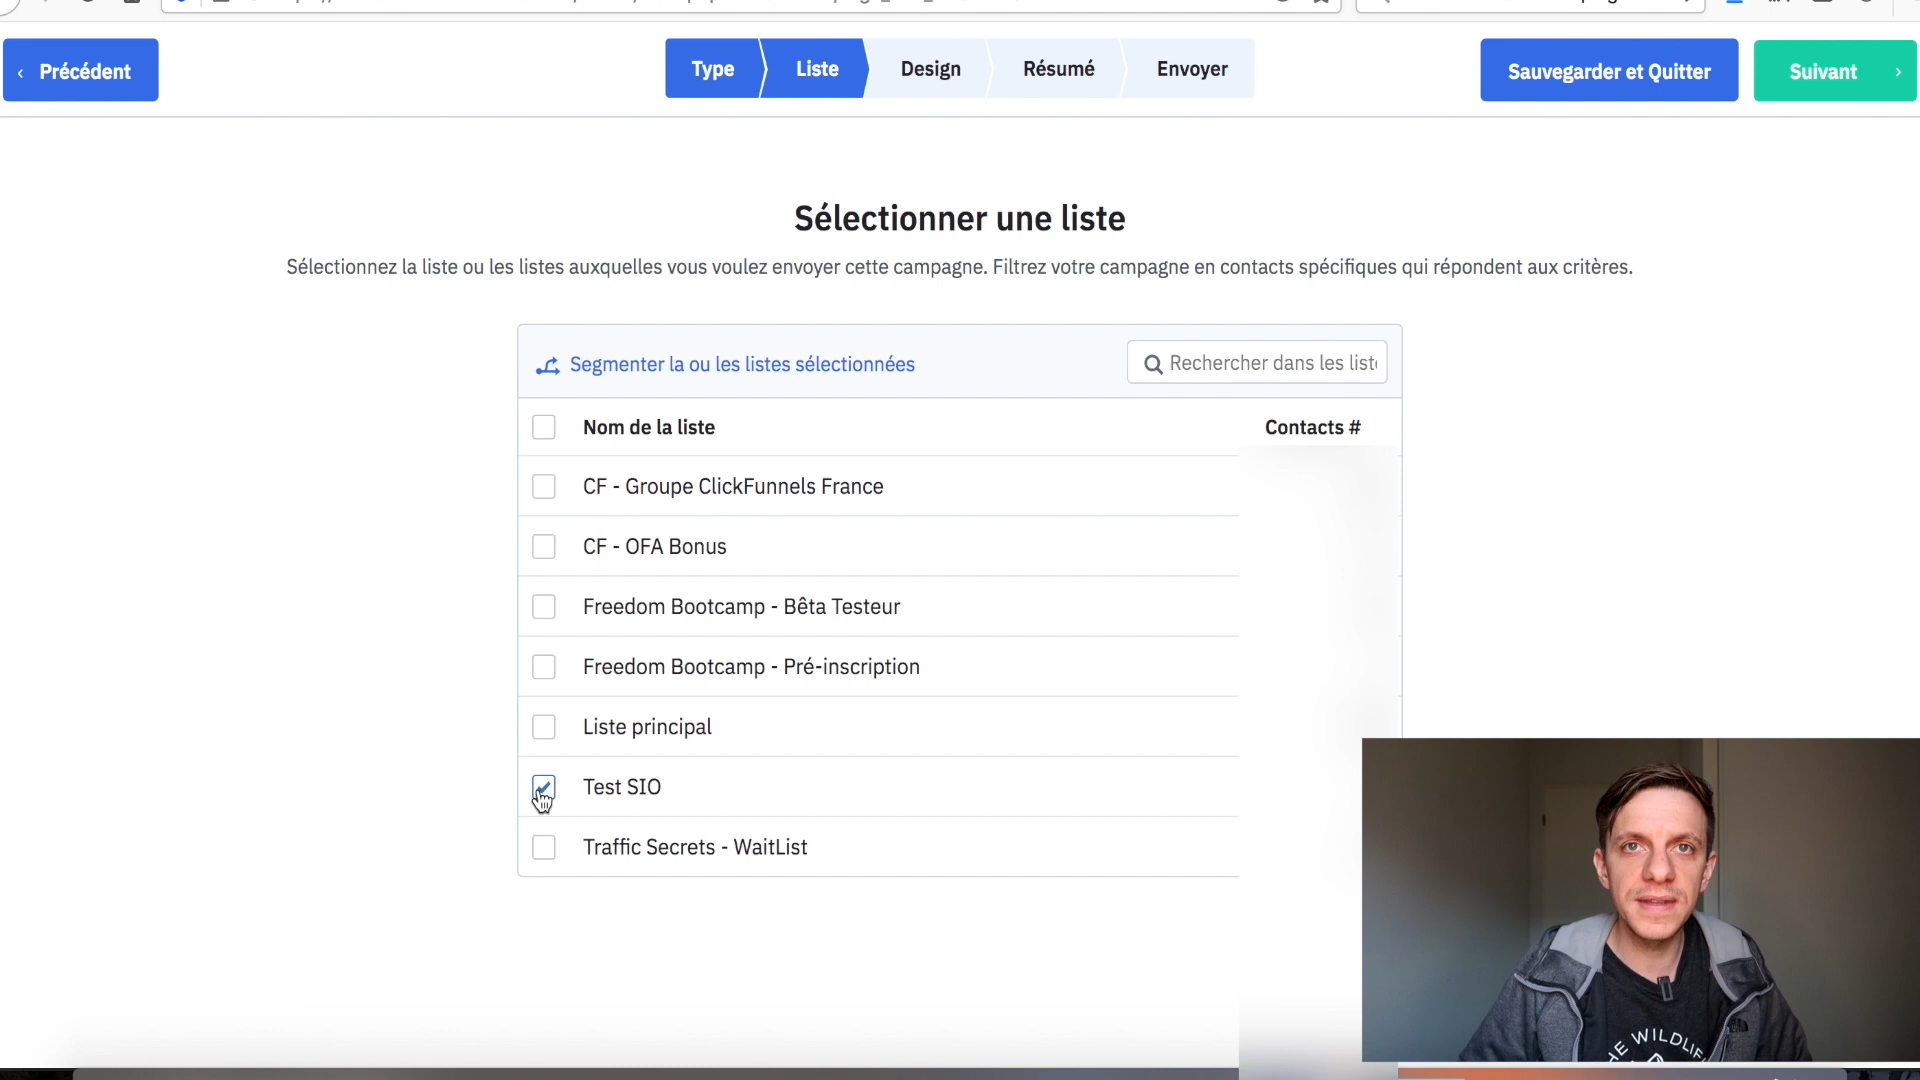 ‹ Précédent
Type
Liste
Design
Résumé
Envoyer
Sauvegarder et Quitter
Suivant ›
Sélectionner une liste
Sélectionnez la liste ou les listes auxquelles vous voulez envoyer cette campagne. Filtrez votre campagne en contacts spécifiques qui répondent aux critères.
Segmenter la ou les listes sélectionnées
Rechercher dans les list
Nom de la liste
Contacts #
CF - Groupe ClickFunnels France
CF - OFA Bonus
Freedom Bootcamp - Bêta Testeur
Freedom Bootcamp - Pré-inscription
Liste principal
Test SIO
Traffic Secrets - WaitList
HE WILDLIF